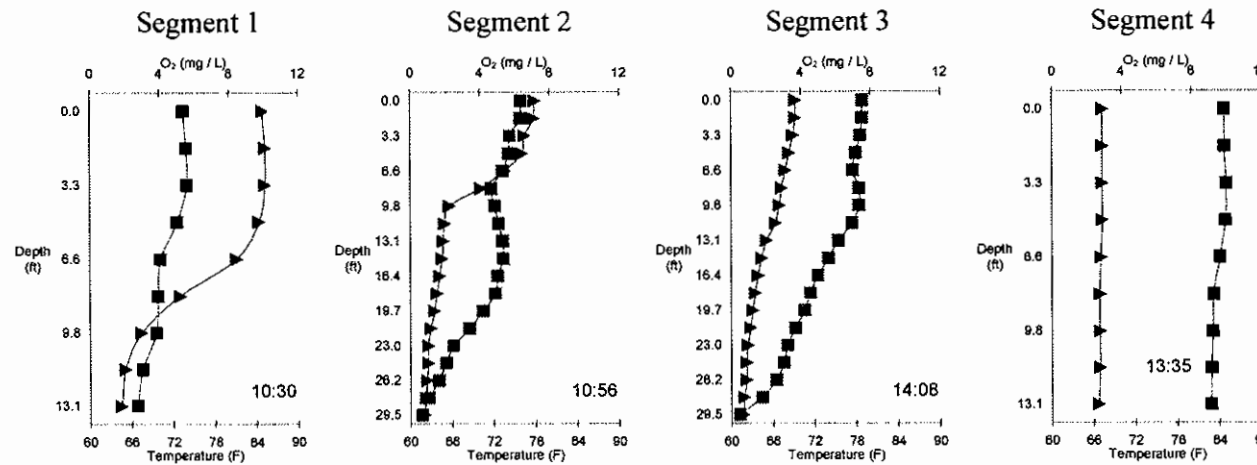 Segment 1
O₂ (mg / L)
0 4 8 12
0.0
3.3
6.6
9.8
13.1
Depth
(ft)
10:30
60 66 72 78 84 90
Temperature (F)
Segment 2
O₂ (mg / L)
0 4 8 12
0.0
3.3
6.6
9.8
13.1
16.4
19.7
23.0
26.2
29.5
Depth
(ft)
10:56
60 68 72 78 84 90
Temperature (F)
Segment 3
O₂ (mg / L)
0 4 8 12
0.0
3.3
6.6
9.8
13.1
16.4
19.7
23.0
26.2
29.5
Depth
(ft)
14:08
60 66 72 78 84 90
Temperature (F)
Segment 4
O₂ (mg / L)
0 4 8 1
0.0
3.3
6.6
9.8
13.1
Depth
(ft)
13:35
60 66 72 78 84 90
Temperature (F)